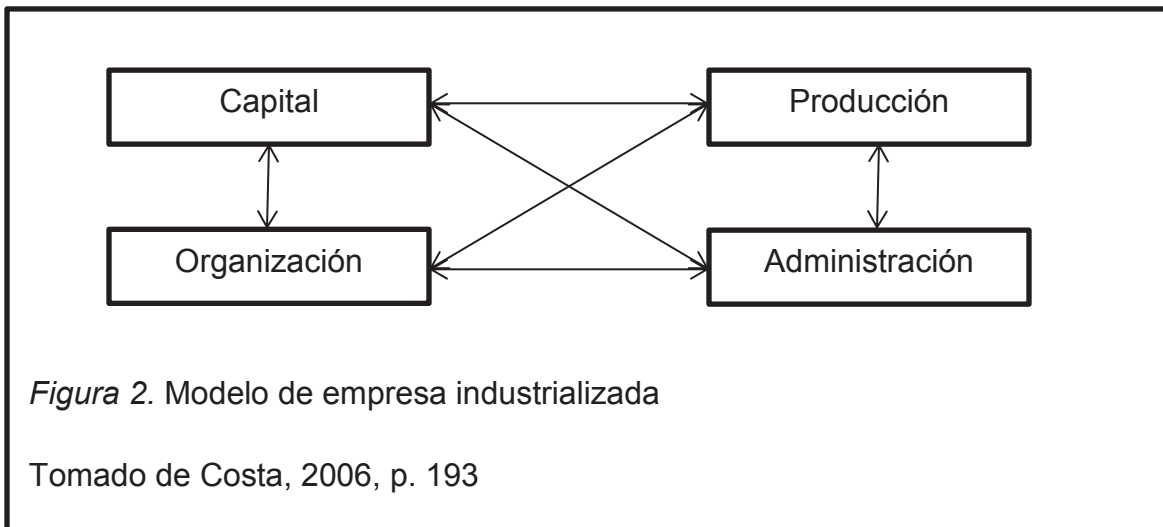 Capital
Producción
Organización
Administración
Figura 2. Modelo de empresa industrializada
Tomado de Costa, 2006, p. 193